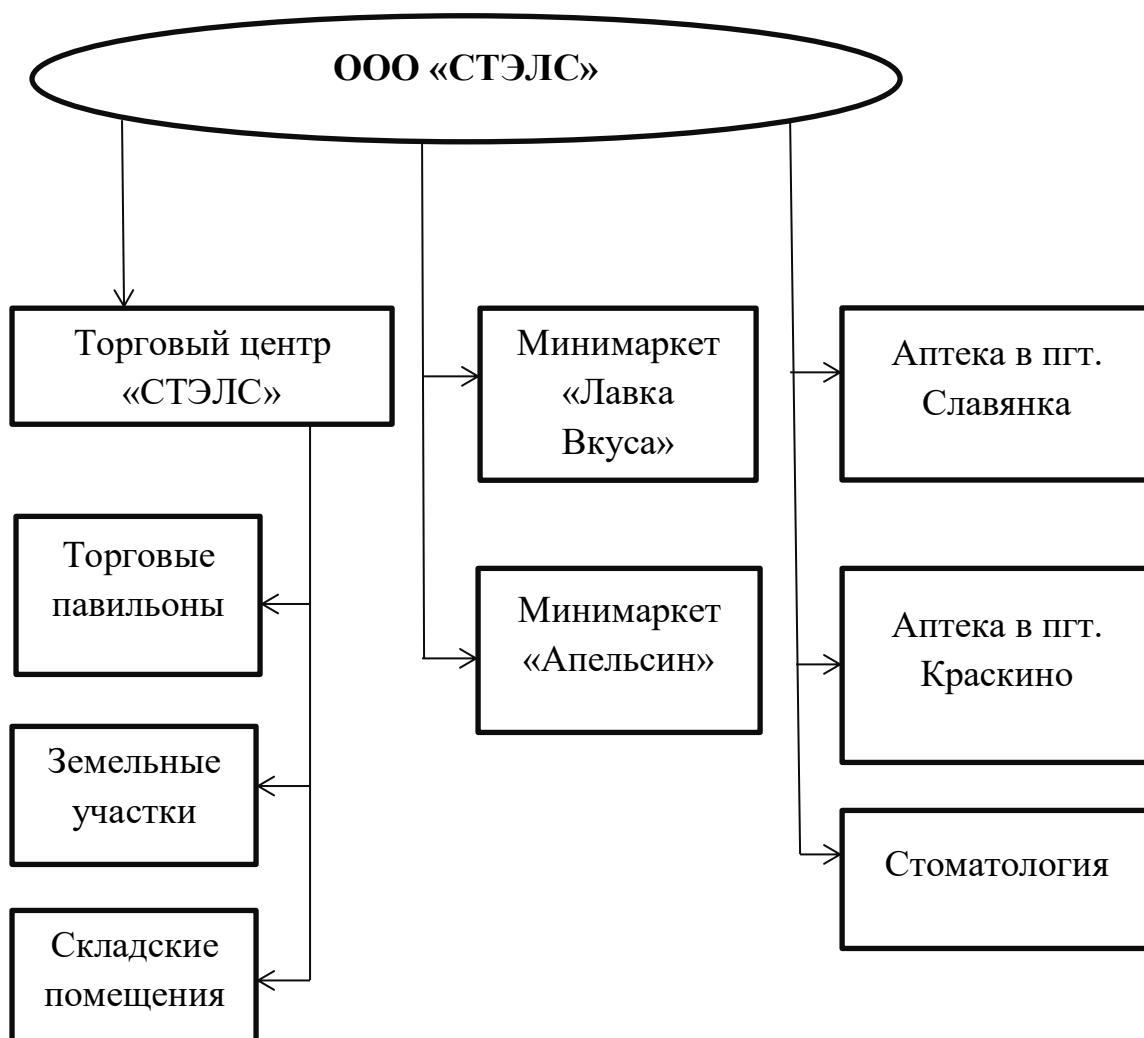 ООО «СТЭЛС»
Торговый центр
«СТЭЛС»
Торговые
павильоны
Земельные
участки
Складские
помещения
Минимаркет
«Лавка
Вкуса»
Минимаркет
«Апельсин»
Аптека в пгт.
Славянка
Аптека в пгт.
Краскино
Стоматология